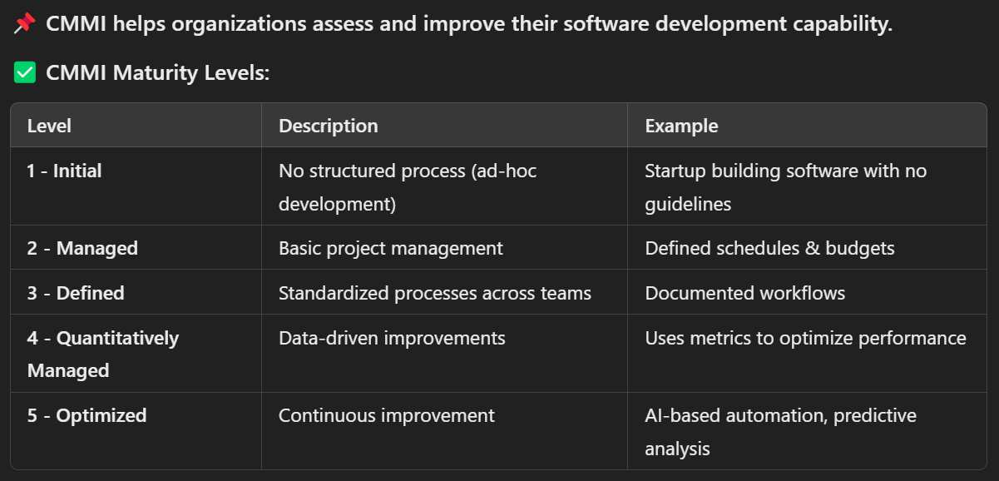 📌 CMMI helps organizations assess and improve their software development capability.
✅ CMMI Maturity Levels:
Level Description Example
1 - Initial No structured process (ad-hoc Startup building software with no
development) guidelines
2 - Managed Basic project management Defined schedules & budgets
3 - Defined Standardized processes across teams Documented workflows
4 - Quantitatively Data-driven improvements Uses metrics to optimize performance
Managed
5 - Optimized Continuous improvement AI-based automation, predictive
analysis